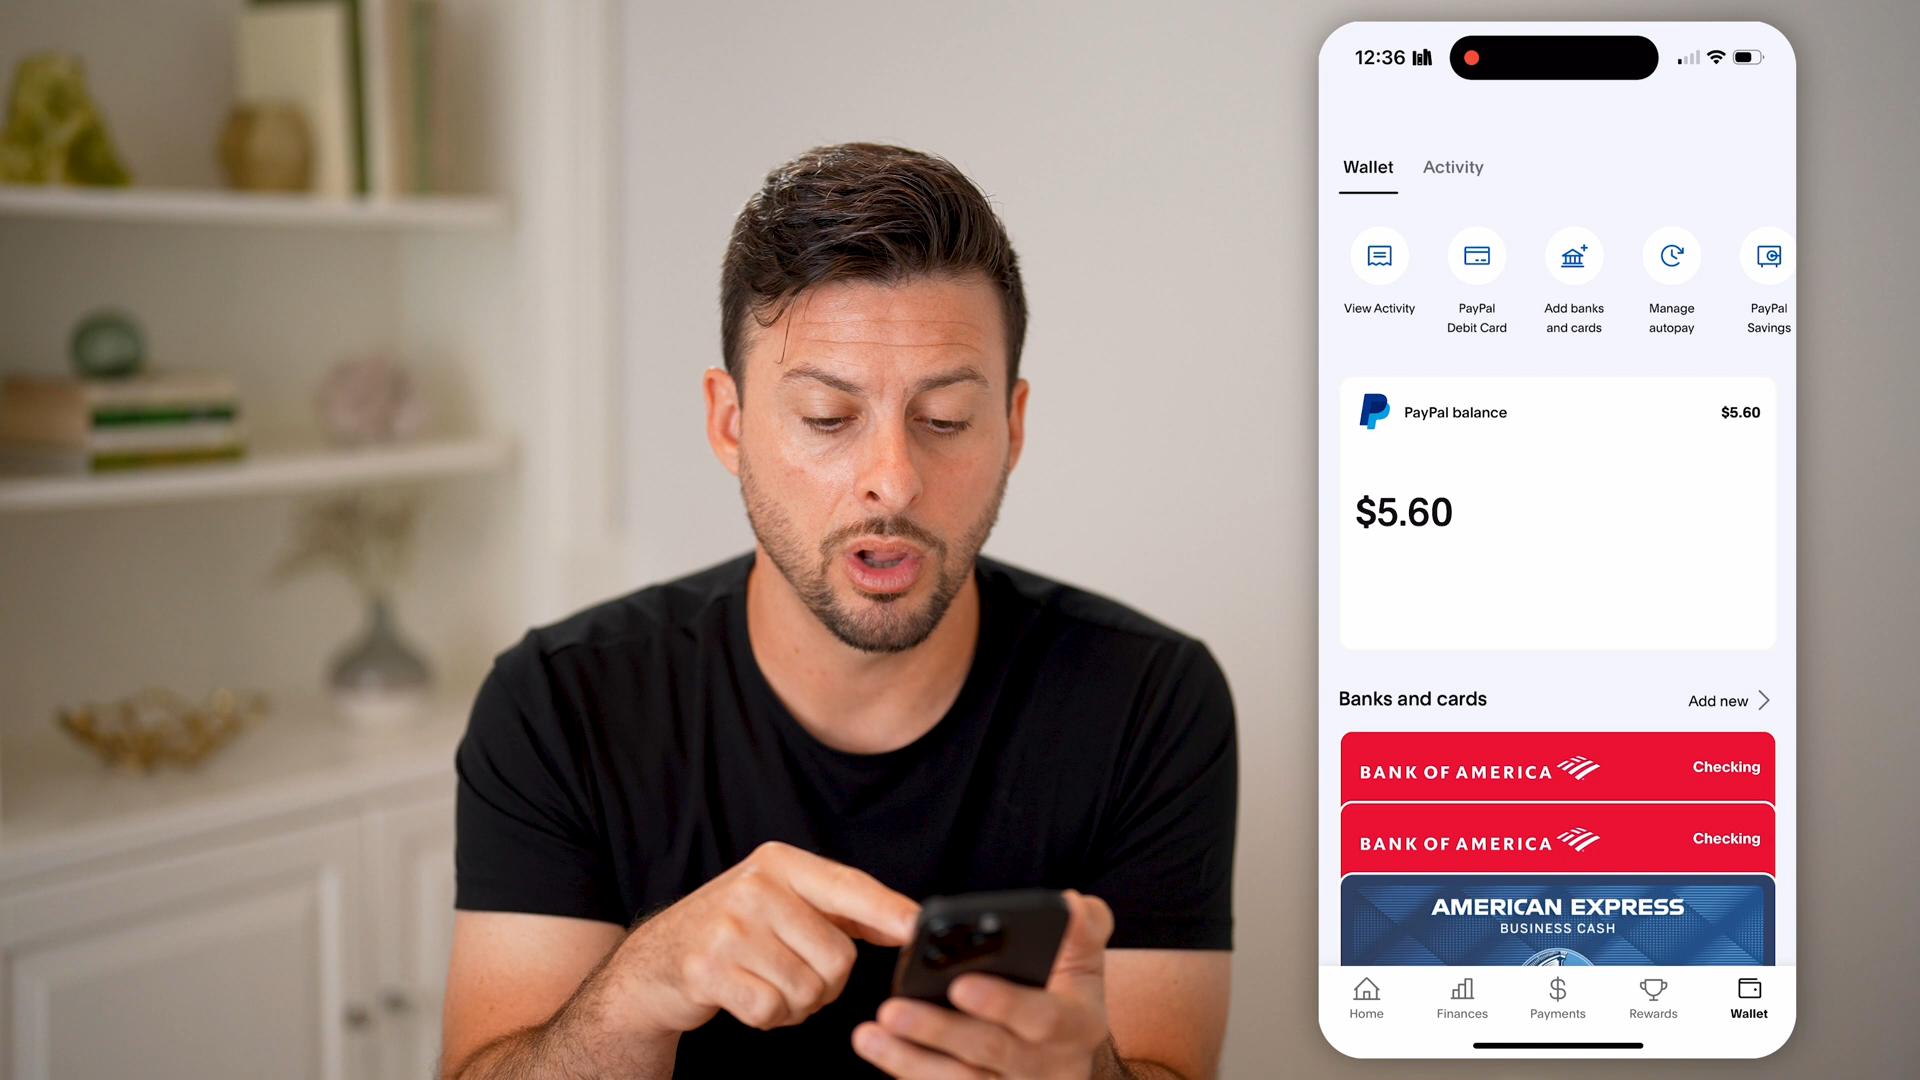 12:36
Wallet Activity
View Activity
PayPal
Debit Card
Add banks
and cards
Manage
autopay
PayPal
Savings
PayPal balance $5.60
$5.60
Banks and cards Add new
BANK OF AMERICA Checking
BANK OF AMERICA Checking
AMERICAN EXPRESS
BUSINESS CASH
Home Finances Payments Rewards Wallet